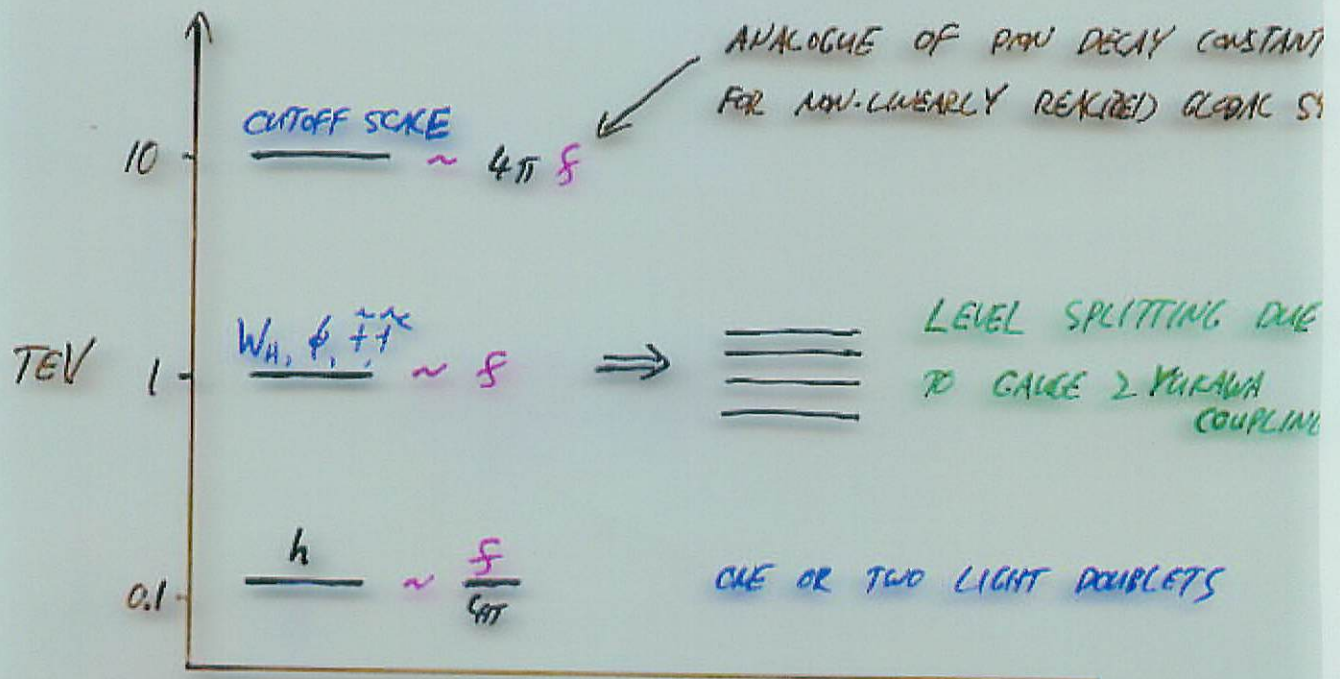 ANALOGUE OF PION DECAY CONSTANT
FOR NON-LINEARLY REALIZED GLOBAL SY
CUTOFF SCALE
10 ~ 4π f
LEVEL SPLITTING DUE
W_H, φ, t̃ t̃^c
TEV 1 ~ f ⇒
TO GAUGE & YUKAWA
COUPLING
h
0.1 ~ f/4π ONE OR TWO LIGHT DOUBLETS